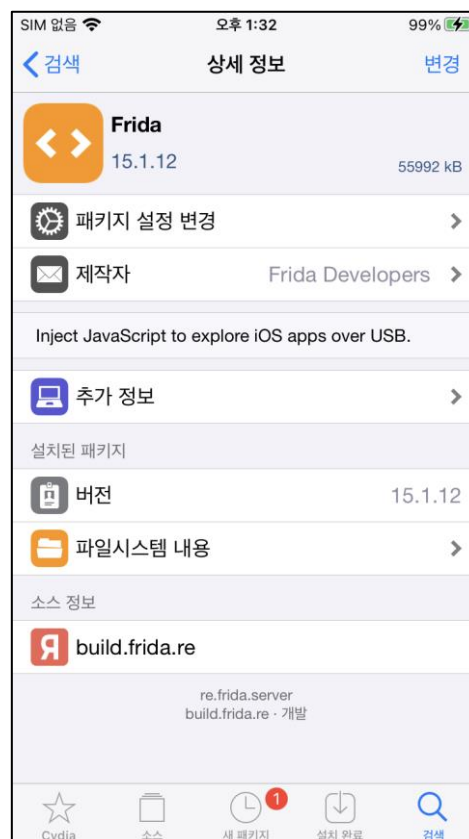 SIM 없음 오후 1:32 99%
검색 상세 정보 변경
Frida
15.1.12
55992 kB
패키지 설정 변경
제작자 Frida Developers
Inject JavaScript to explore iOS apps over USB.
추가 정보
설치된 패키지
버전 15.1.12
파일시스템 내용
소스 정보
build.frida.re
re.frida.server
build.frida.re · 개발
1
Cydia 소스 새 패키지 설치 완료 검색